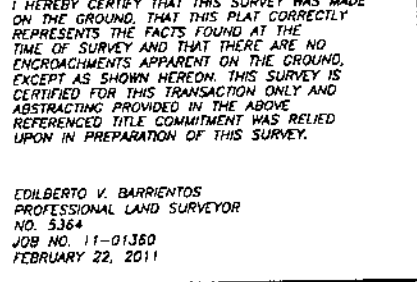 I HEREBY CERTIFY THAT THIS SURVEY WAS MADE
ON THE GROUND, THAT THIS PLAT CORRECTLY
REPRESENTS THE FACTS FOUND AT THE
TIME OF SURVEY AND THAT THERE ARE NO
ENCROACHMENTS APPARENT ON THE GROUND,
EXCEPT AS SHOWN HEREON. THIS SURVEY IS
CERTIFIED FOR THIS TRANSACTION ONLY AND
ABSTRACTING PROVIDED IN THE ABOVE
REFERENCED TITLE COMMITMENT WAS RELIED
UPON IN PREPARATION OF THIS SURVEY.
EDILBERTO V. BARRIENTOS
PROFESSIONAL LAND SURVEYOR
NO. 5364
JOB NO. 11-01350
FEBRUARY 22, 2011